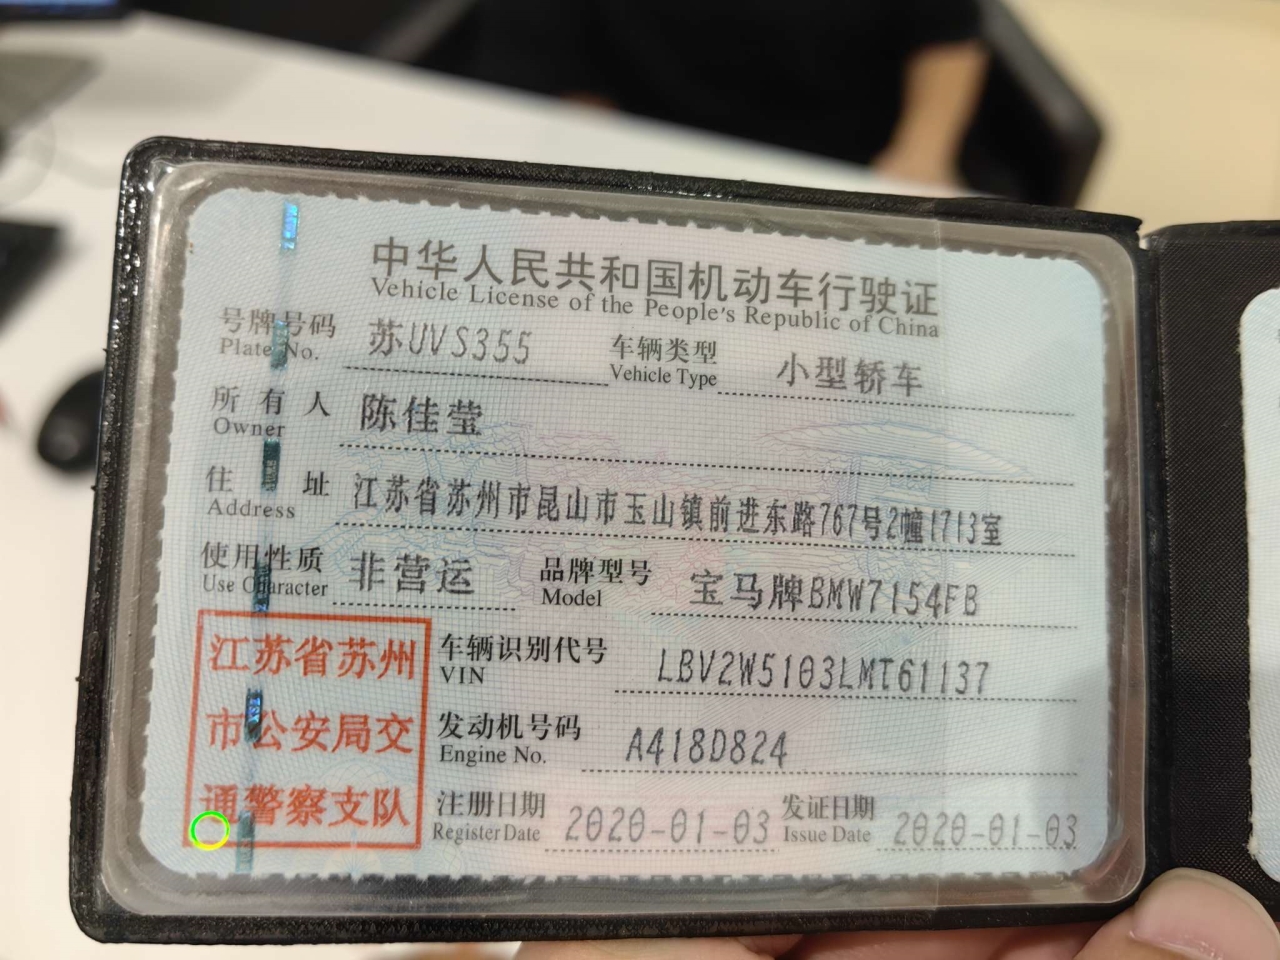 中华人民共和国机动车行驶证
Vehicle License of the People's Republic of China
号牌号码 苏UVS355 车辆类型 小型轿车
Plate No. Vehicle Type
所有人 陈佳莹
Owner
住址 江苏省苏州市昆山市玉山镇前进东路767号2幢1713室
Address
使用性质 非营运 品牌型号 宝马牌BMW7154FB
Use Character Model
江苏省苏州
市公安局交
通警察支队
车辆识别代号 LBV2W5103LMT61137
VIN
发动机号码 A418D824
Engine No.
注册日期 2020-01-03 发证日期 2020-01-03
Register Date Issue Date